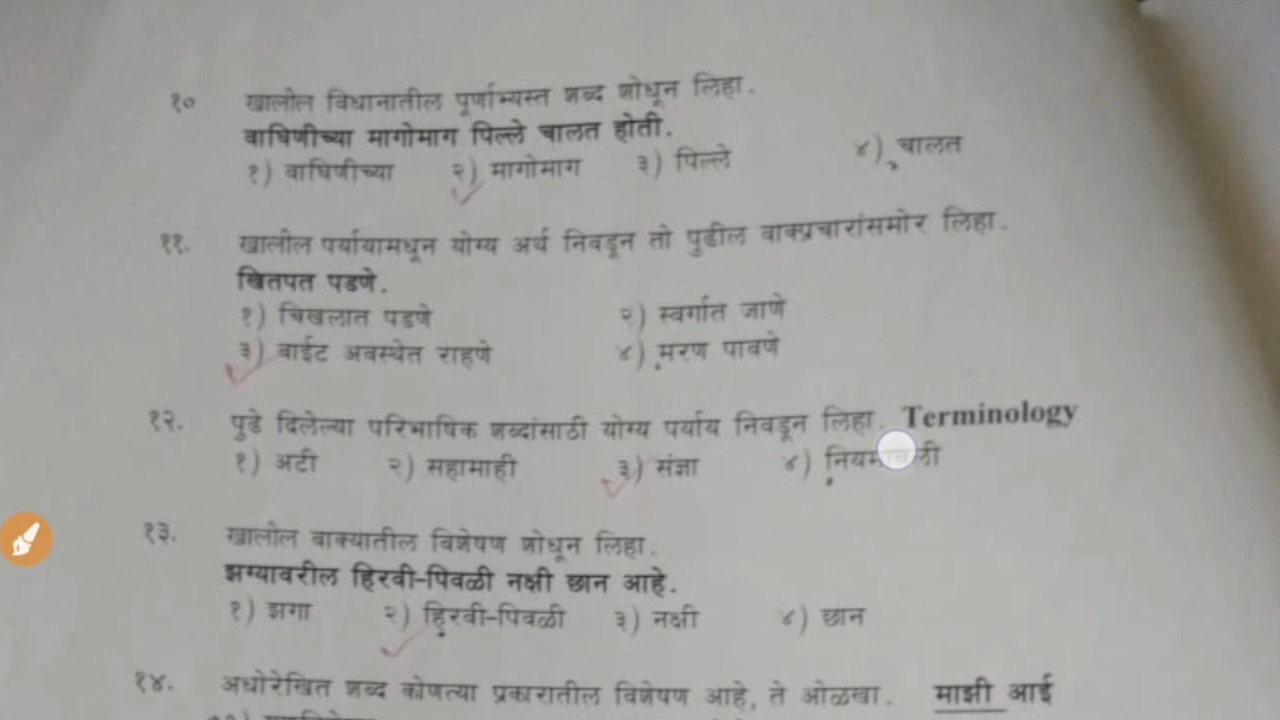 १० खालील विधानातील पूर्णाभ्यस्त शब्द शोधून लिहा.
वाघिणीच्या मागोमाग पिल्ले चालत होती.
१) वाघिणीच्या २) मागोमाग ३) पिल्ले ४) चालत
११. खालील पर्यायामधून योग्य अर्थ निवडून तो पुढील वाक्प्रचारांसमोर लिहा.
खितपत पडणे.
१) चिखलात पडणे २) स्वर्गात जाणे
३) वाईट अवस्थेत राहणे ४) मरण पावणे
१२. पुढे दिलेल्या परिभाषिक शब्दांसाठी योग्य पर्याय निवडून लिहा. Terminology
१) अटी २) सहामाही ३) संज्ञा ४) नियमावली
१३. खालील वाक्यातील विशेषण शोधून लिहा.
झग्यावरील हिरवी-पिवळी नक्षी छान आहे.
१) झगा २) हिरवी-पिवळी ३) नक्षी ४) छान
१४. अधोरेखित शब्द कोणत्या प्रकारातील विशेषण आहे, ते ओळखा. माझी आई